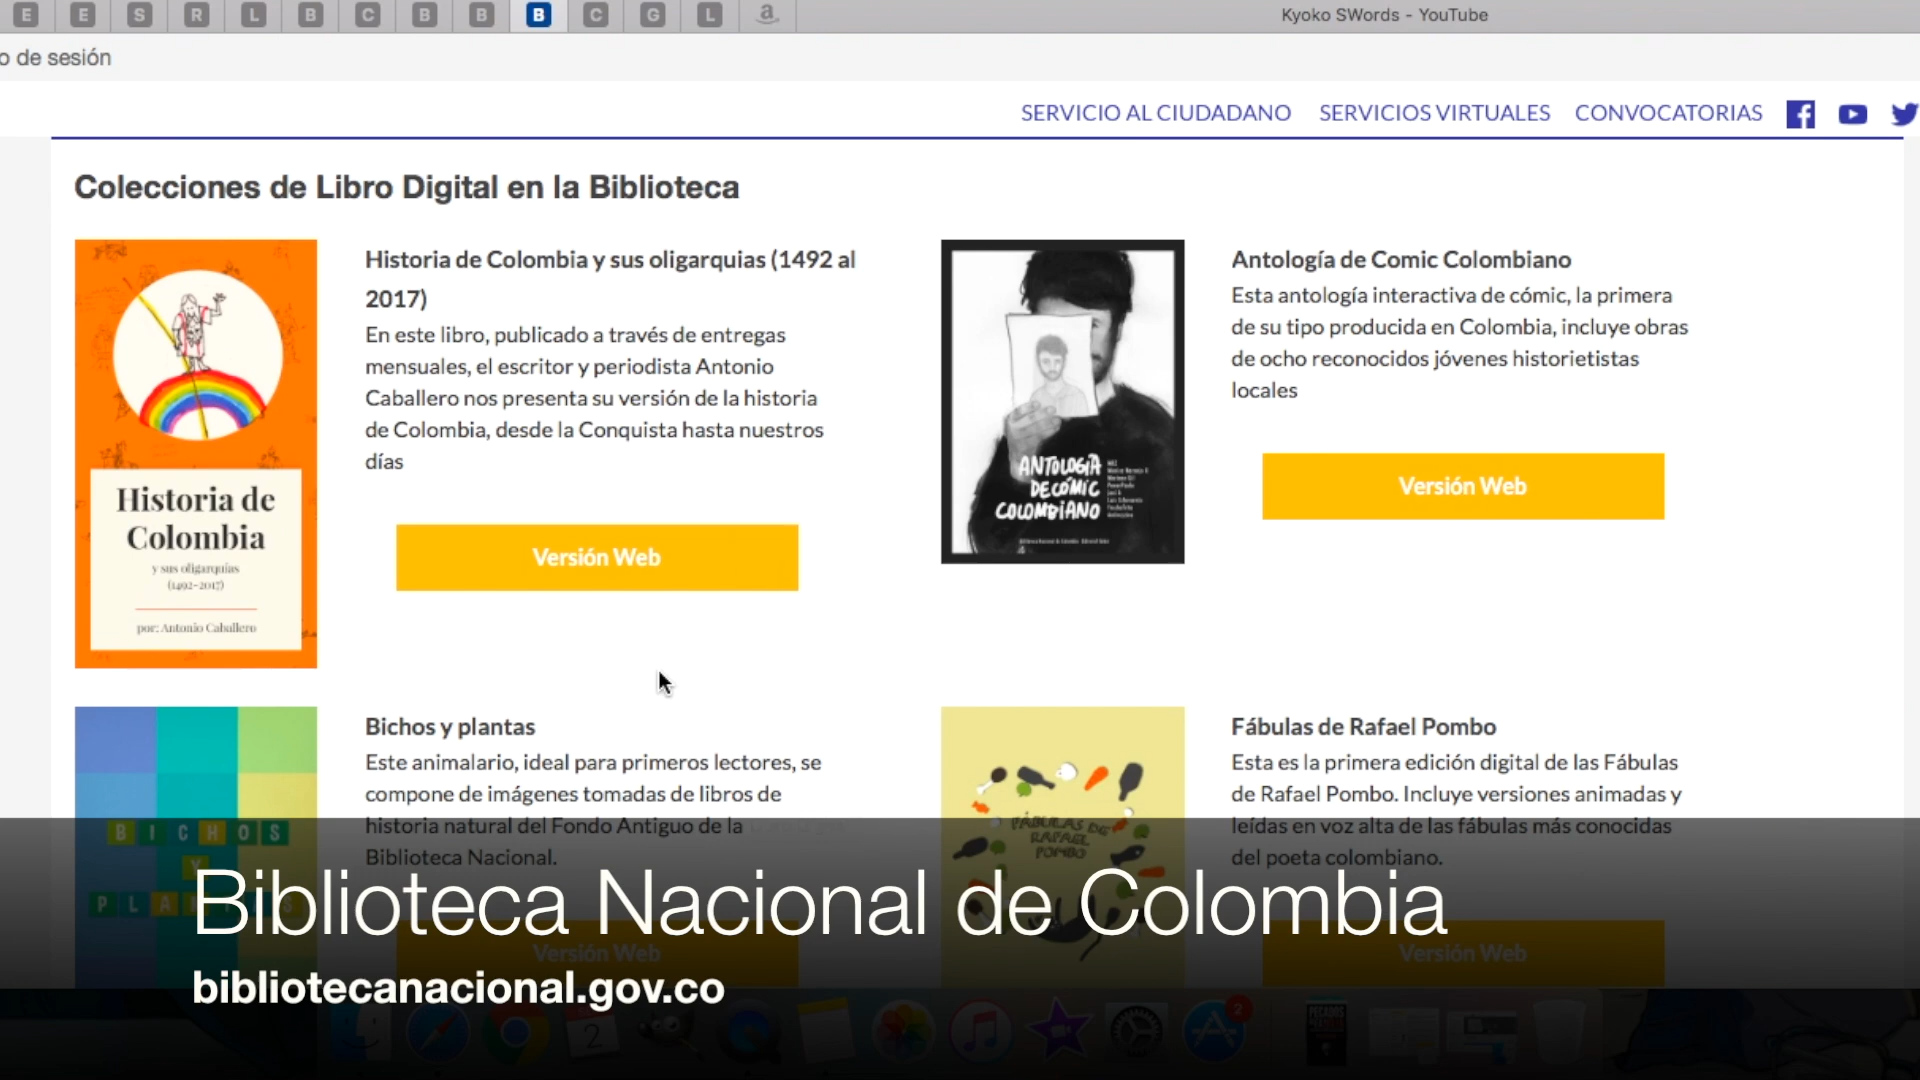 E E S R L B C B B B C G L a
Kyoko SWords - YouTube
o de sesión
SERVICIO AL CIUDADANO SERVICIOS VIRTUALES CONVOCATORIAS
Colecciones de Libro Digital en la Biblioteca
Historia de
Colombia
y sus oligarquías
(1492-2017)
por: Antonio Caballero
Historia de Colombia y sus oligarquias (1492 al
2017)
En este libro, publicado a través de entregas
mensuales, el escritor y periodista Antonio
Caballero nos presenta su versión de la historia
de Colombia, desde la Conquista hasta nuestros
días
Versión Web
ANTOLOGÍA
DE CÓMIC
COLOMBIANO
Antología de Comic Colombiano
Esta antología interactiva de cómic, la primera
de su tipo producida en Colombia, incluye obras
de ocho reconocidos jóvenes historietistas
locales
Versión Web
BICHOS
Y
Bichos y plantas
Este animalario, ideal para primeros lectores, se
compone de imágenes tomadas de libros de
historia natural del Fondo Antiguo de la
Biblioteca Nacional.
Versión Web
FÁBULAS DE
RAFAEL
POMBO
Fábulas de Rafael Pombo
Esta es la primera edición digital de las Fábulas
de Rafael Pombo. Incluye versiones animadas y
leídas en voz alta de las fábulas más conocidas
del poeta colombiano.
Versión Web
Biblioteca Nacional de Colombia
bibliotecanacional.gov.co
2
2